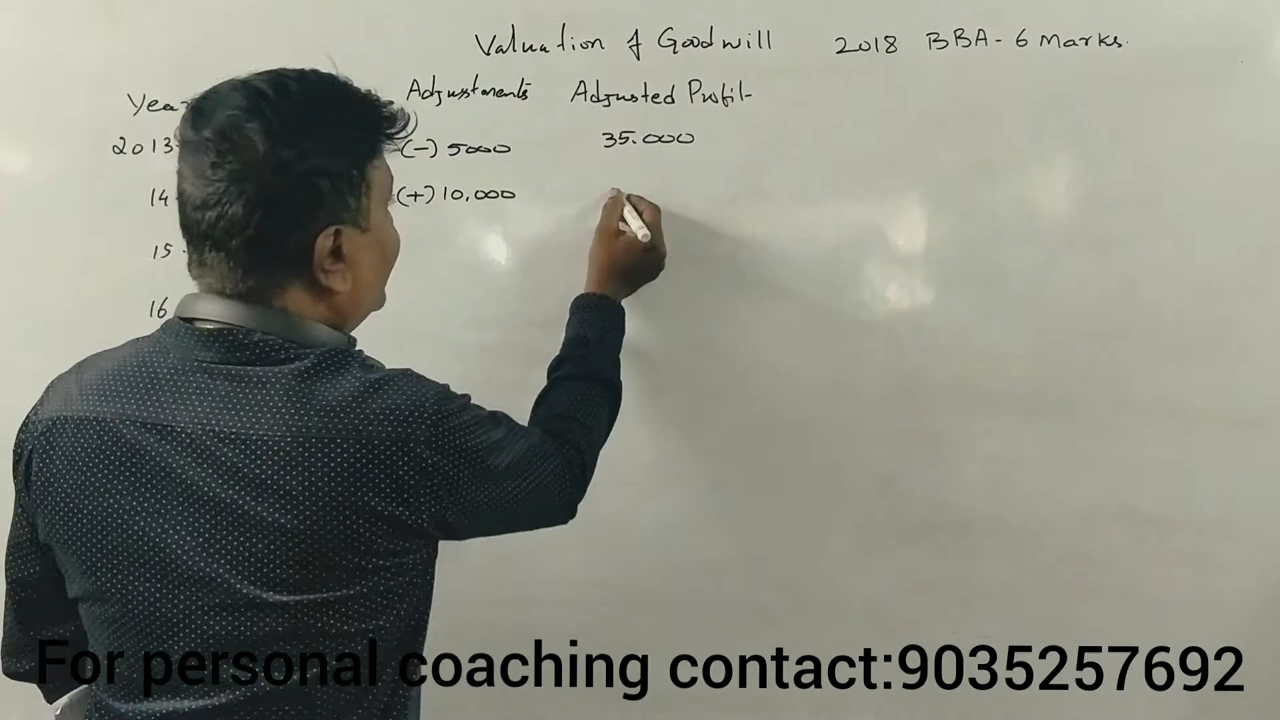 Valuation of Goodwill 2018 BBA - 6 Marks.
Adjustments Adjusted Profit
2013 (-) 5000 35.000
14 (+) 10,000
15
16
For personal coaching contact:9035257692